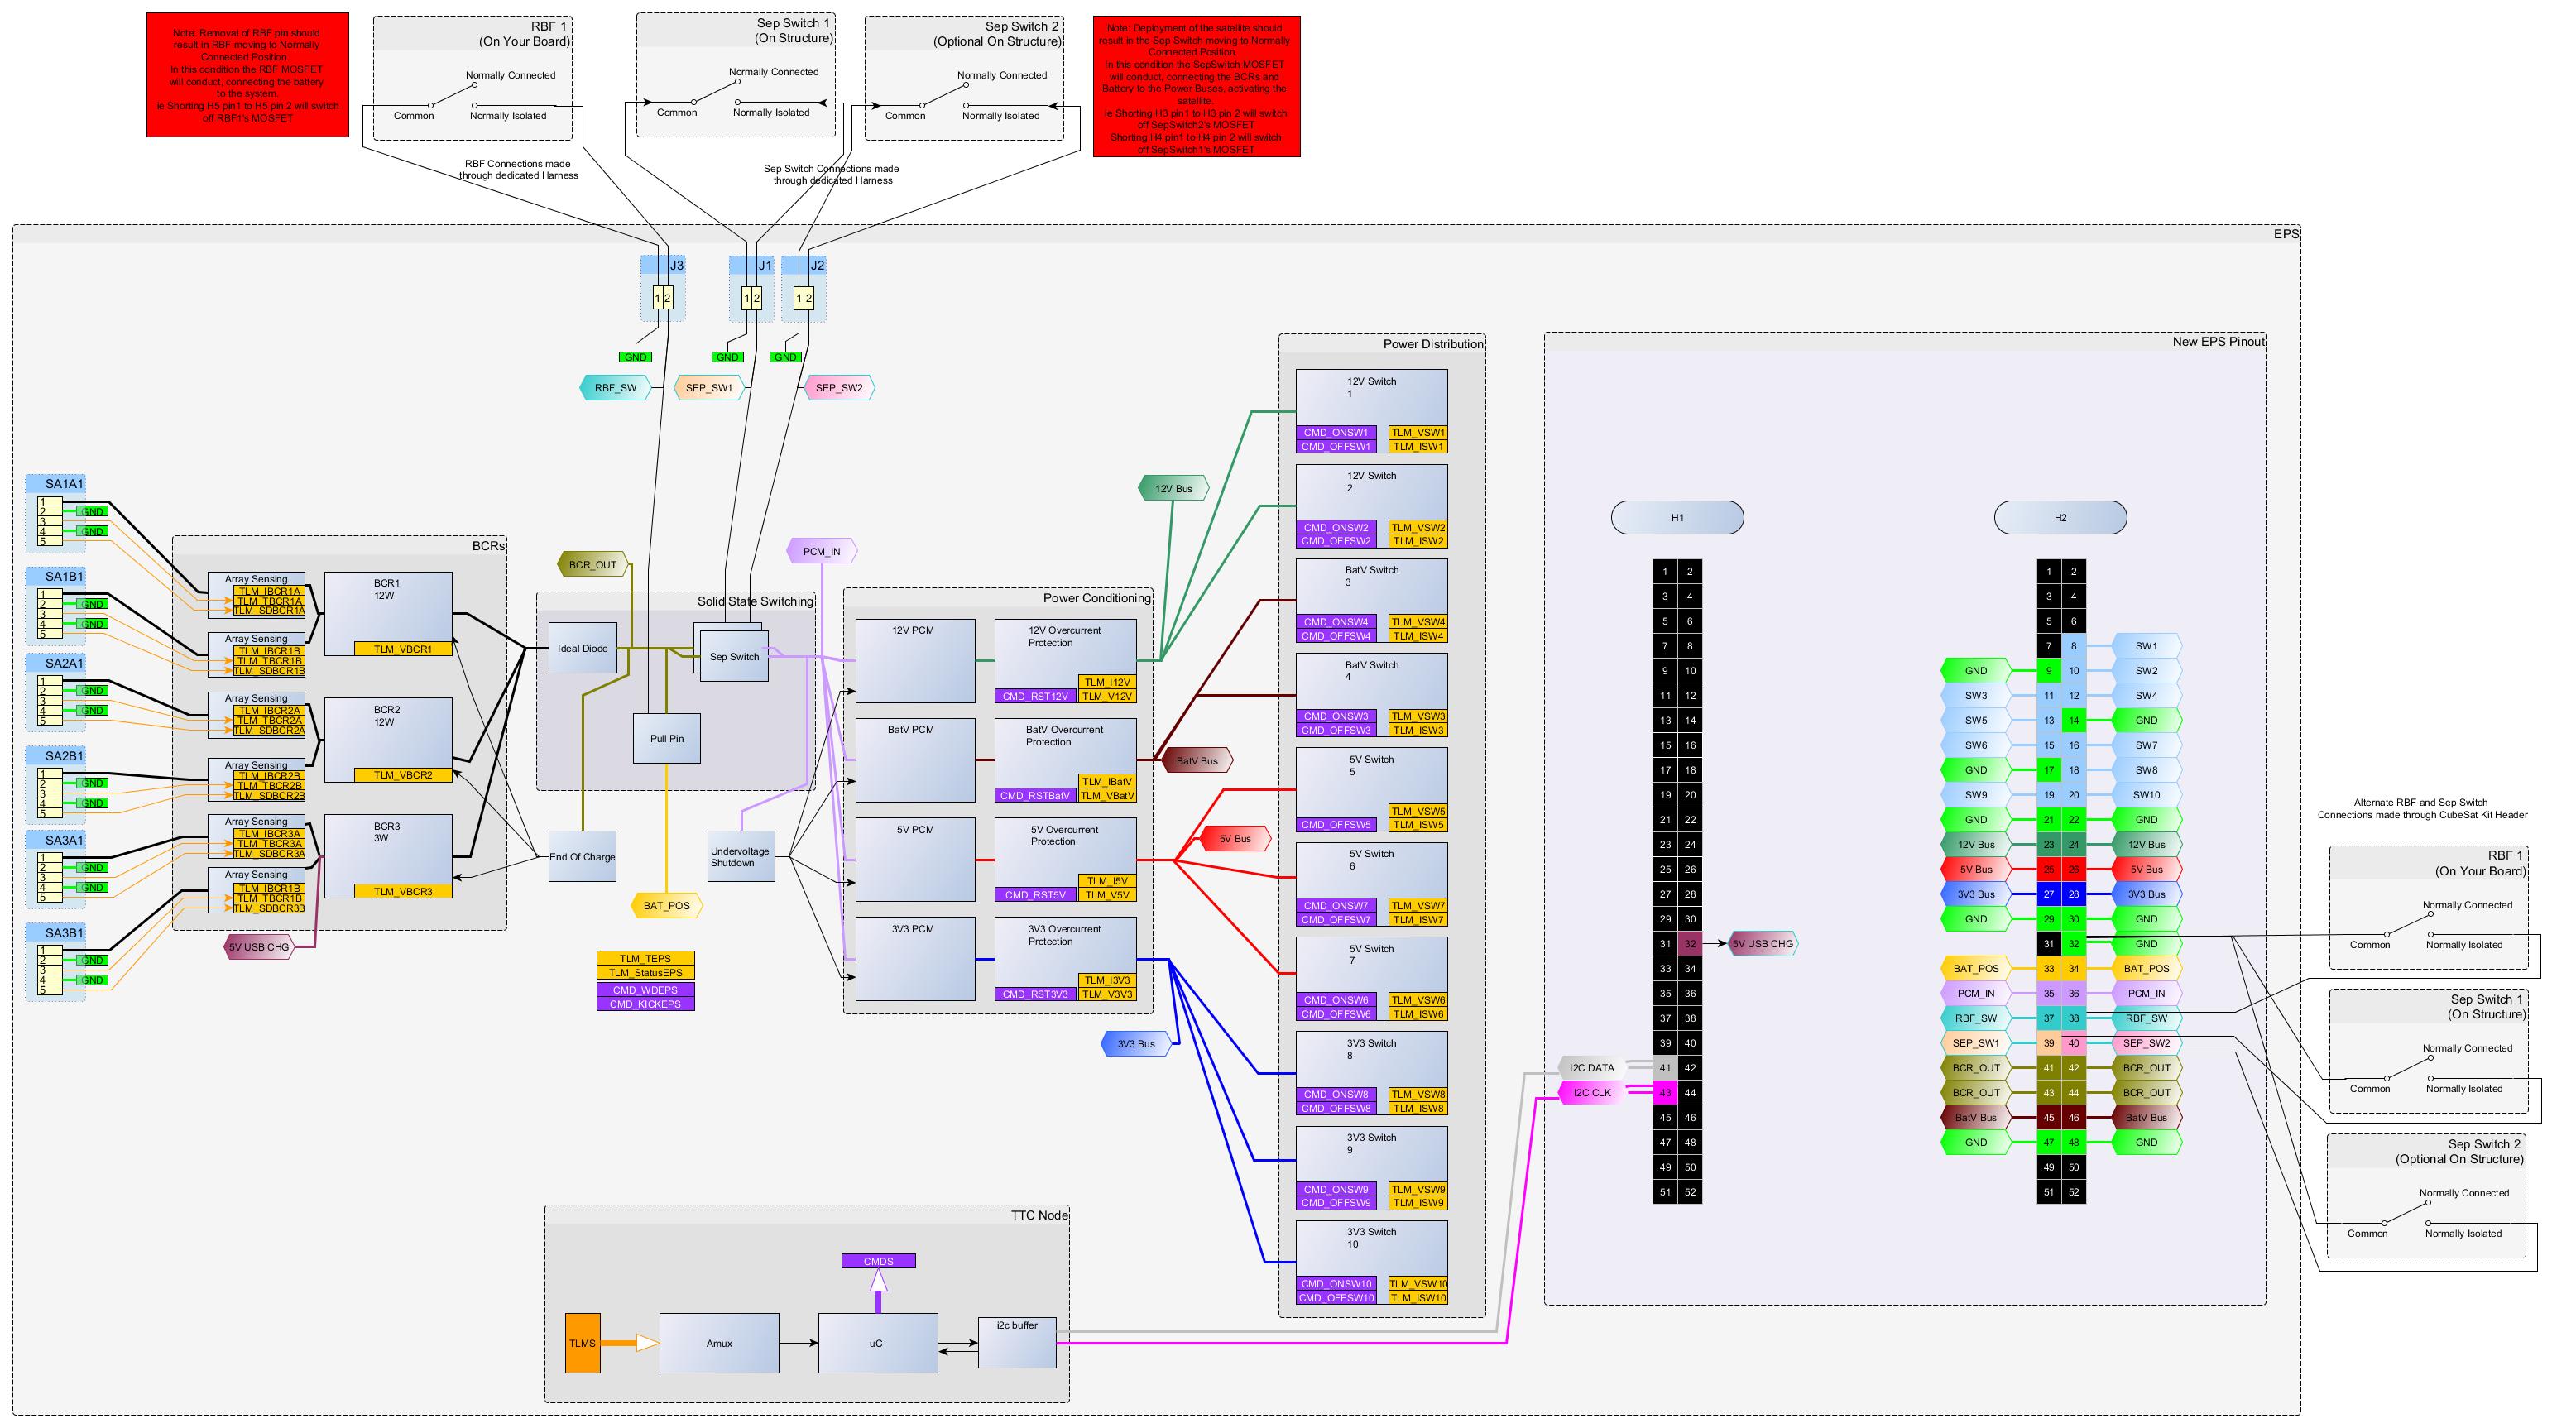 Note: Removal of RBF pin should
result in RBF moving to Normally
Connected Position.
In this condition the RBF MOSFET
will conduct, connecting the battery
to the system.
ie Shorting H5 pin1 to H5 pin 2 will switch
off RBF1's MOSFET
RBF 1
(On Your Board)
Normally Connected
Common
Normally Isolated
Sep Switch 1
(On Structure)
Normally Connected
Common
Normally Isolated
Sep Switch 2
(Optional On Structure)
Normally Connected
Common
Normally Isolated
Note: Deployment of the satellite should
result in the Sep Switch moving to Normally
Connected Position.
In this condition the SepSwitch MOSFET
will conduct, connecting the BCRs and
Battery to the Power Buses, activating the
satellite.
ie Shorting H3 pin1 to H3 pin 2 will switch
off SepSwitch2's MOSFET
Shorting H4 pin1 to H4 pin 2 will switch
off SepSwitch1's MOSFET
RBF Connections made
through dedicated Harness
Sep Switch Connections made
through dedicated Harness
EPS
J3
1 2
J1
1 2
J2
1 2
GND
GND
GND
RBF_SW
SEP_SW1
SEP_SW2
SA1A1
1
2 GND
3
4 GND
5
SA1B1
1
2 GND
3
4 GND
5
SA2A1
1
2 GND
3
4 GND
5
SA2B1
1
2 GND
3
4 GND
5
SA3A1
1
2 GND
3
4 GND
5
SA3B1
1
2 GND
3
4 GND
5
BCRs
Array Sensing
TLM_IBCR1A
TLM_TBCR1A
TLM_SDBCR1A
Array Sensing
TLM_IBCR1B
TLM_TBCR1B
TLM_SDBCR1B
Array Sensing
TLM_IBCR2A
TLM_TBCR2A
TLM_SDBCR2A
Array Sensing
TLM_IBCR2B
TLM_TBCR2B
TLM_SDBCR2B
Array Sensing
TLM_IBCR3A
TLM_TBCR3A
TLM_SDBCR3A
Array Sensing
TLM_IBCR1B
TLM_TBCR1B
TLM_SDBCR3B
BCR1
12W
TLM_VBCR1
BCR2
12W
TLM_VBCR2
BCR3
3W
TLM_VBCR3
5V USB CHG
BCR_OUT
Solid State Switching
Ideal Diode
Sep Switch
Pull Pin
End Of Charge
BAT_POS
Undervoltage
Shutdown
TLM_TEPS
TLM_StatusEPS
CMD_WDEPS
CMD_KICKEPS
PCM_IN
Power Conditioning
12V PCM
12V Overcurrent
Protection
TLM_I12V
CMD_RST12V TLM_V12V
BatV PCM
BatV Overcurrent
Protection
TLM_IBatV
CMD_RSTBatV TLM_VBatV
5V PCM
5V Overcurrent
Protection
TLM_I5V
CMD_RST5V TLM_V5V
3V3 PCM
3V3 Overcurrent
Protection
TLM_I3V3
CMD_RST3V3 TLM_V3V3
12V Bus
BatV Bus
5V Bus
3V3 Bus
Power Distribution
12V Switch
1
CMD_ONSW1 TLM_VSW1
CMD_OFFSW1 TLM_ISW1
12V Switch
2
CMD_ONSW2 TLM_VSW2
CMD_OFFSW2 TLM_ISW2
BatV Switch
3
CMD_ONSW4 TLM_VSW4
CMD_OFFSW4 TLM_ISW4
BatV Switch
4
CMD_ONSW3 TLM_VSW3
CMD_OFFSW3 TLM_ISW3
5V Switch
5
TLM_VSW5
CMD_OFFSW5 TLM_ISW5
5V Switch
6
CMD_ONSW7 TLM_VSW7
CMD_OFFSW7 TLM_ISW7
5V Switch
7
CMD_ONSW6 TLM_VSW6
CMD_OFFSW6 TLM_ISW6
3V3 Switch
8
CMD_ONSW8 TLM_VSW8
CMD_OFFSW8 TLM_ISW8
3V3 Switch
9
CMD_ONSW9 TLM_VSW9
CMD_OFFSW9 TLM_ISW9
3V3 Switch
10
CMD_ONSW10 TLM_VSW10
CMD_OFFSW10 TLM_ISW10
TTC Node
CMDS
TLMS
Amux
uC
i2c buffer
New EPS Pinout
H1
1 2
3 4
5 6
7 8
9 10
11 12
13 14
15 16
17 18
19 20
21 22
23 24
25 26
27 28
29 30
31 32 5V USB CHG
33 34
35 36
37 38
39 40
I2C DATA 41 42
I2C CLK 43 44
45 46
47 48
49 50
51 52
H2
1 2
3 4
5 6
7 8 SW1
GND 9 10 SW2
SW3 11 12 SW4
SW5 13 14 GND
SW6 15 16 SW7
GND 17 18 SW8
SW9 19 20 SW10
GND 21 22 GND
12V Bus 23 24 12V Bus
5V Bus 25 26 5V Bus
3V3 Bus 27 28 3V3 Bus
GND 29 30 GND
31 32 GND
BAT_POS 33 34 BAT_POS
PCM_IN 35 36 PCM_IN
RBF_SW 37 38 RBF_SW
SEP_SW1 39 40 SEP_SW2
BCR_OUT 41 42 BCR_OUT
BCR_OUT 43 44 BCR_OUT
BatV Bus 45 46 BatV Bus
GND 47 48 GND
49 50
51 52
Alternate RBF and Sep Switch
Connections made through CubeSat Kit Header
RBF 1
(On Your Board)
Normally Connected
Common
Normally Isolated
Sep Switch 1
(On Structure)
Normally Connected
Common
Normally Isolated
Sep Switch 2
(Optional On Structure)
Normally Connected
Common
Normally Isolated